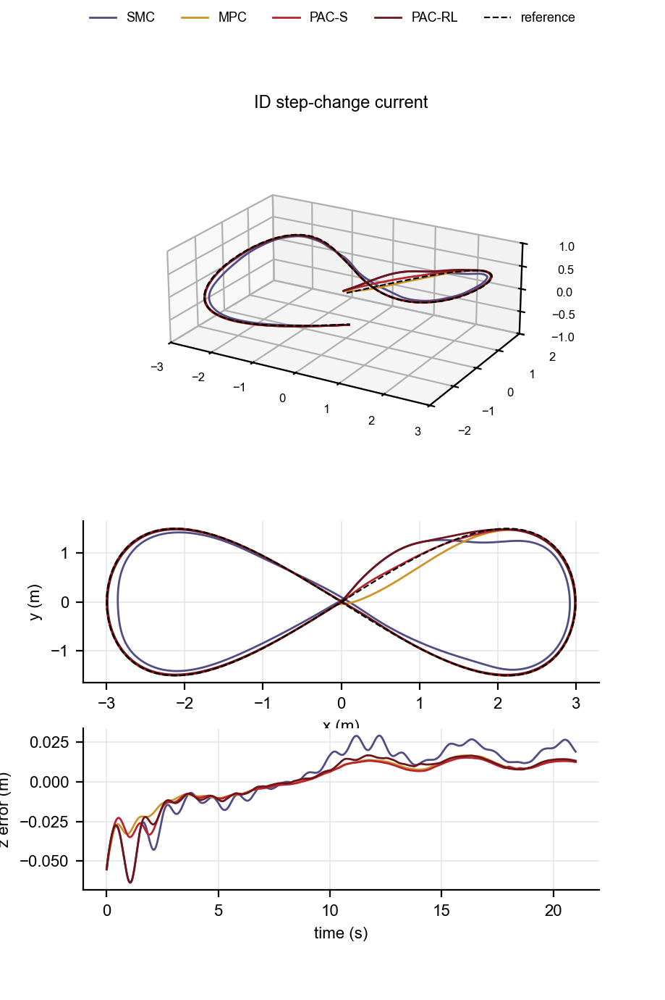 SMC MPC PAC-S PAC-RL reference
ID step-change current
1.0
0.5
0.0
−0.5
−1.0
−3 −2 −1 0 1 2 3
−2 −1 0 1 2
y (m)
1
0
−1
−3 −2 −1 0 1 2 3
x (m)
z error (m)
0.025
0.000
−0.025
−0.050
0 5 10 15 20
time (s)